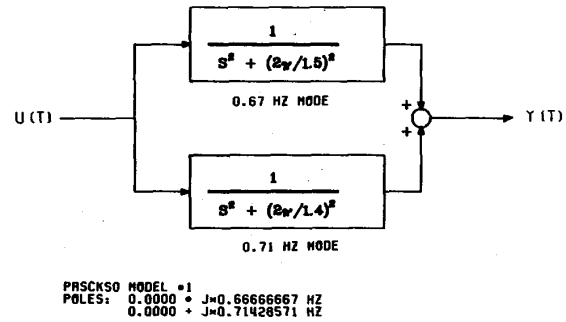 1
S² + (2π/1.5)²
0.67 HZ MODE
U(T)
+
+
Y(T)
1
S² + (2π/1.4)²
0.71 HZ MODE
PRSCKSO MODEL #1
POLES: 0.0000 + J*0.66666667 HZ
0.0000 + J*0.71428571 HZ